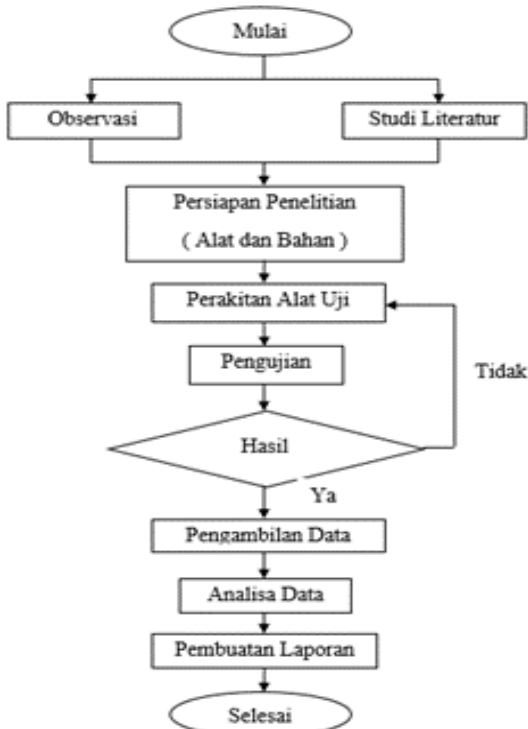 Mulai
Observasi
Studi Literatur
Persiapan Penelitian
( Alat dan Bahan )
Perakitan Alat Uji
Pengujian
Tidak
Hasil
Ya
Pengambilan Data
Analisa Data
Pembuatan Laporan
Selesai